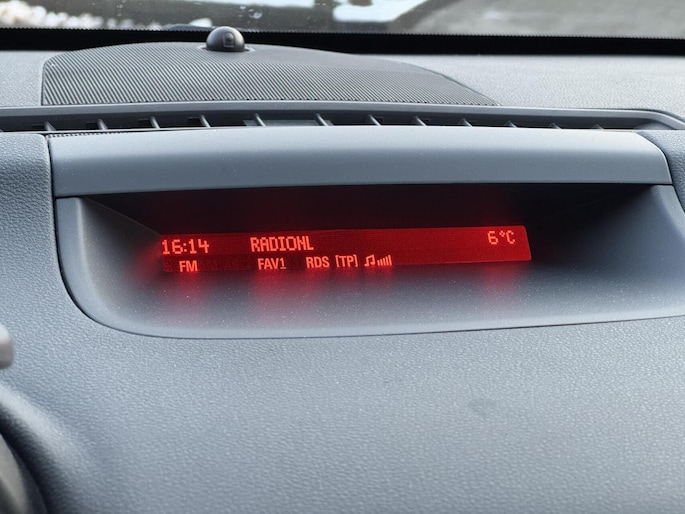 16:14 RADIONL 6°C
FM FAV1 RDS [TP]